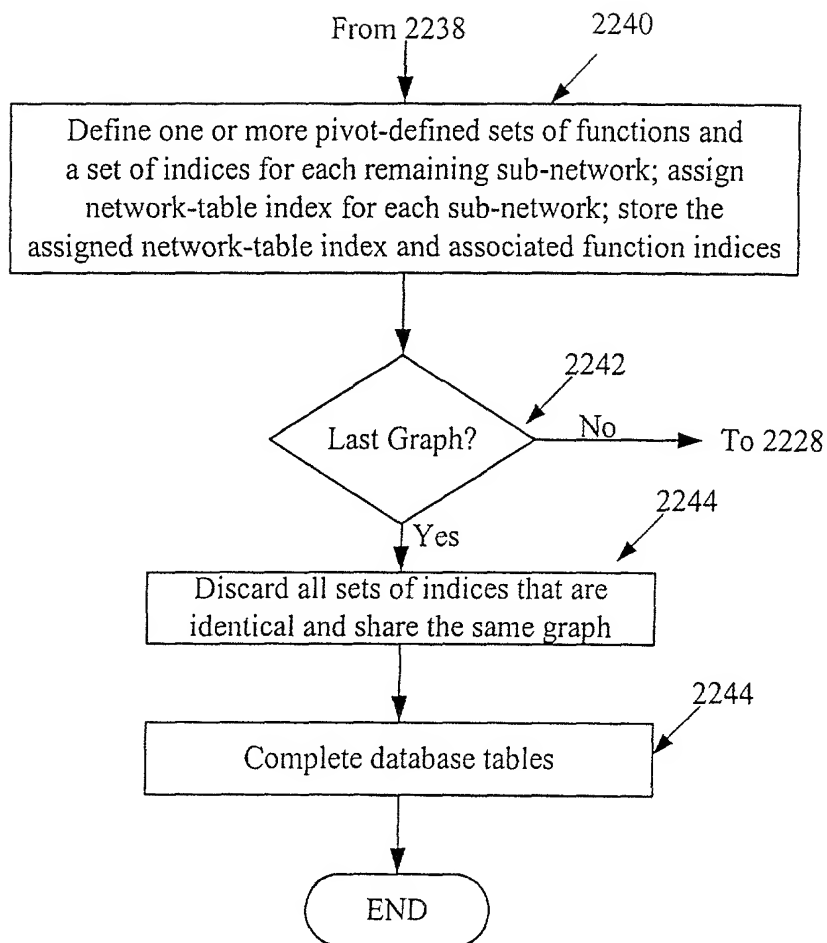 From 2238
2240
Define one or more pivot-defined sets of functions and
a set of indices for each remaining sub-network; assign
network-table index for each sub-network; store the
assigned network-table index and associated function indices
2242
Last Graph?
No
To 2228
Yes
2244
Discard all sets of indices that are
identical and share the same graph
2244
Complete database tables
END